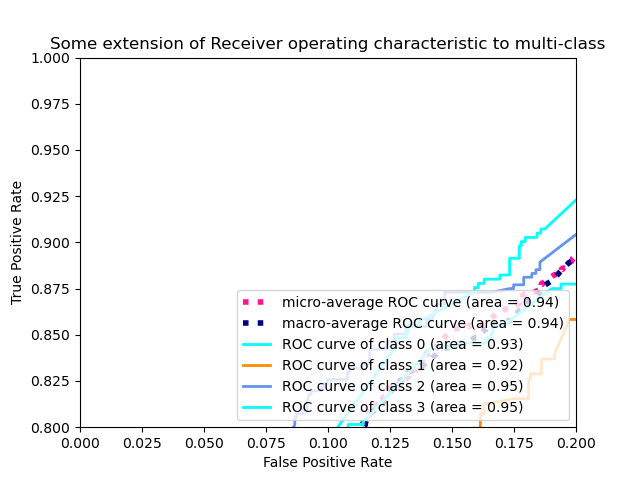 Some extension of Receiver operating characteristic to multi-class
True Positive Rate
1.000
0.975
0.950
0.925
0.900
0.875
0.850
0.825
0.800
micro-average ROC curve (area = 0.94)
macro-average ROC curve (area = 0.94)
ROC curve of class 0 (area = 0.93)
ROC curve of class 1 (area = 0.92)
ROC curve of class 2 (area = 0.95)
ROC curve of class 3 (area = 0.95)
0.000 0.025 0.050 0.075 0.100 0.125 0.150 0.175 0.200
False Positive Rate